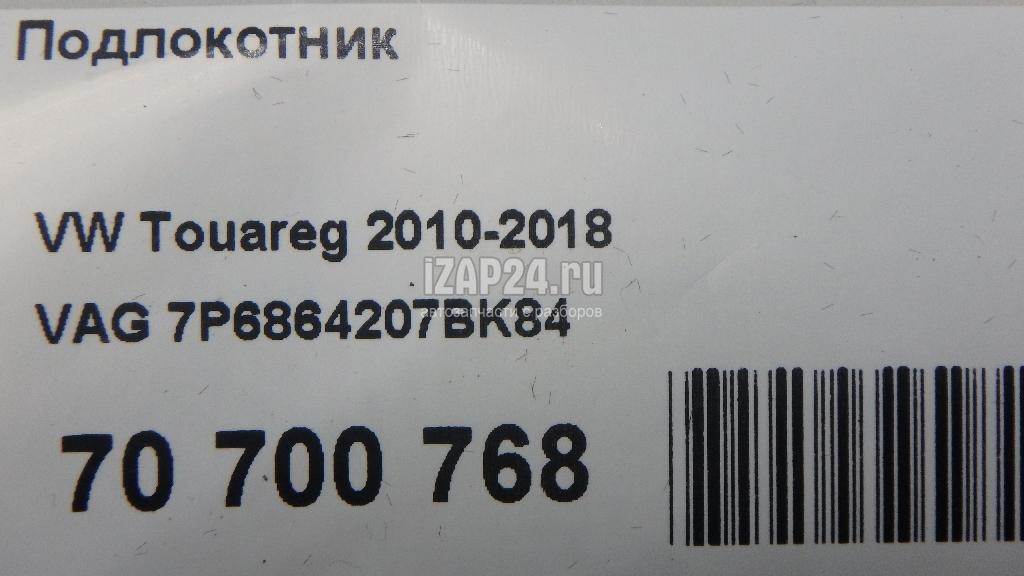 Подлокотник
VW Touareg 2010-2018
iZAP24.ru
автозапчасти с разборов
VAG 7P6864207BK84
70 700 768